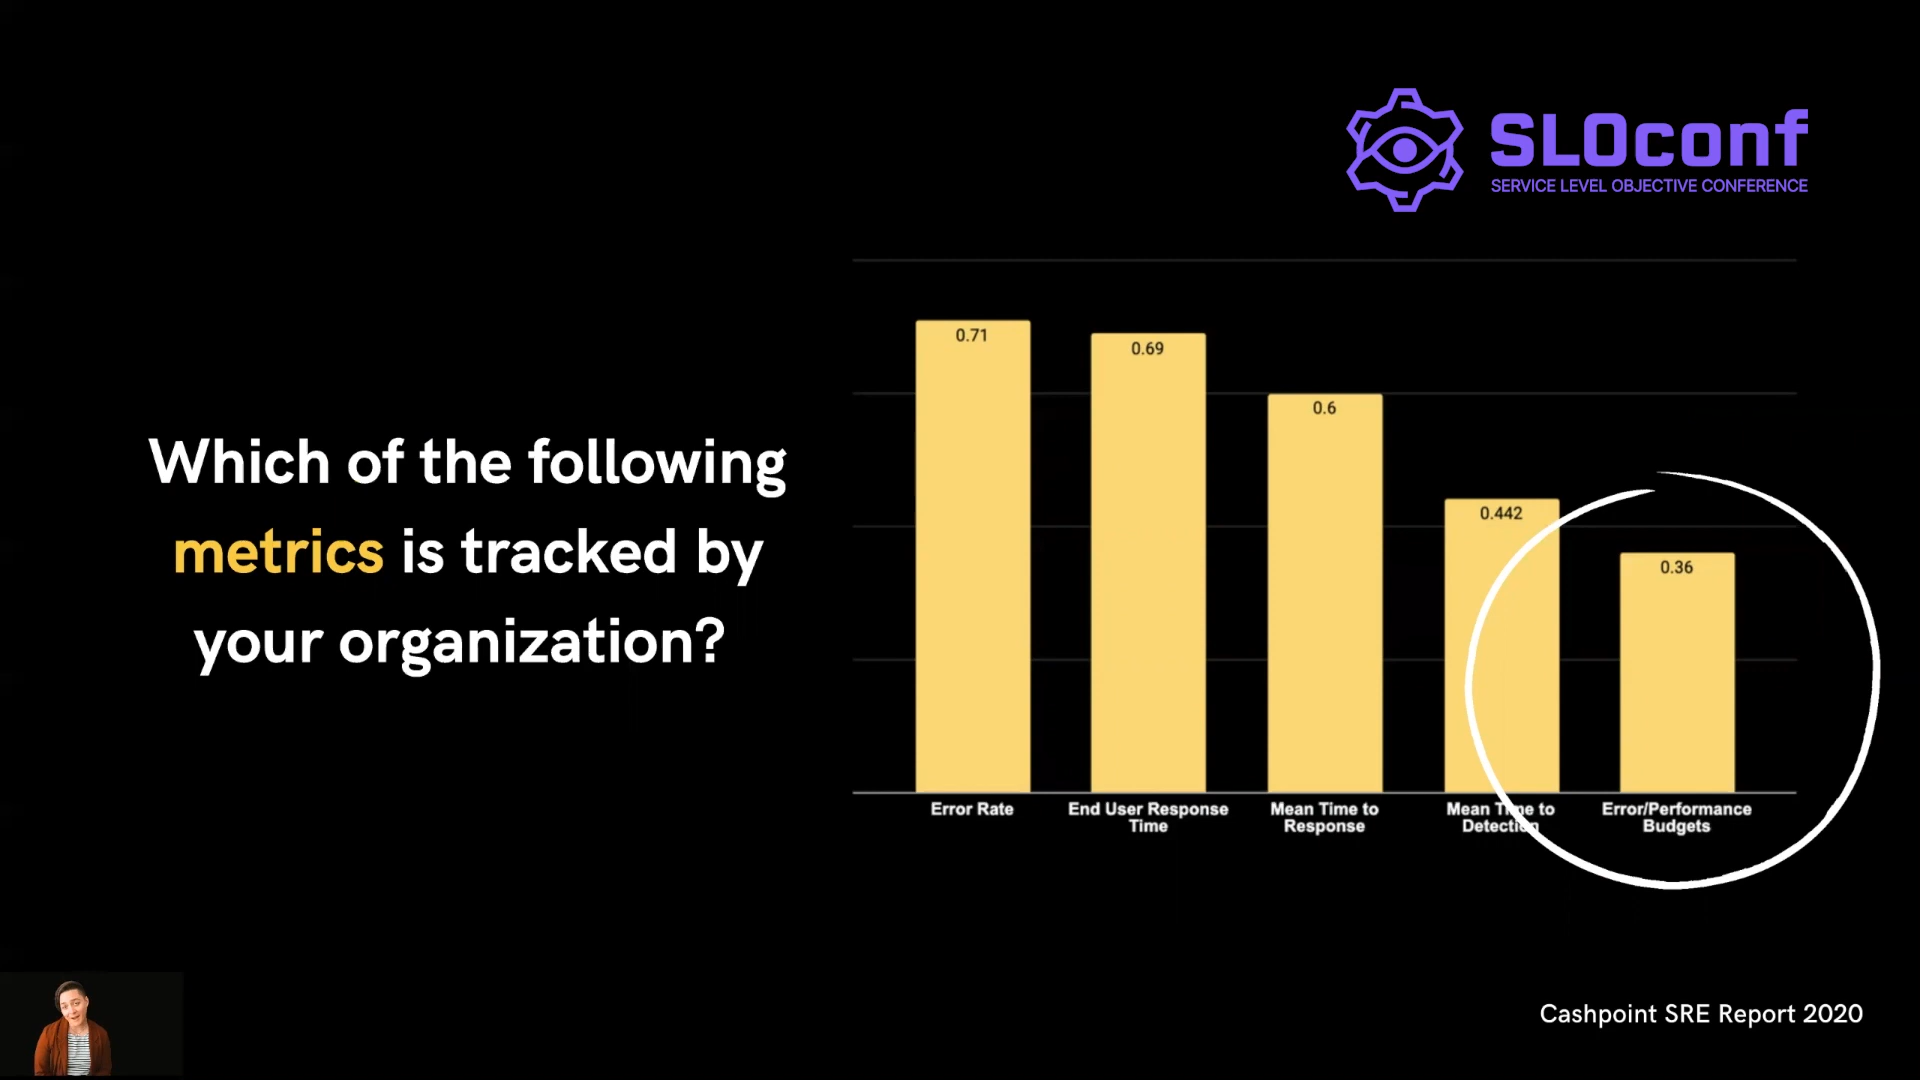 SLOconf
SERVICE LEVEL OBJECTIVE CONFERENCE
Which of the following
metrics is tracked by
your organization?
0.71
0.69
0.6
0.442
0.36
Error Rate
End User Response
Time
Mean Time to
Response
Mean Time to
Detection
Error/Performance
Budgets
Cashpoint SRE Report 2020